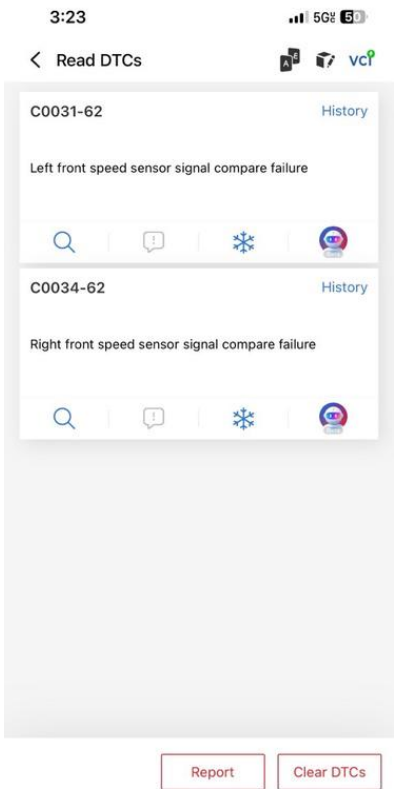 3:23
5G
50
Read DTCs
A
E
VCI
C0031-62
History
Left front speed sensor signal compare failure
C0034-62
History
Right front speed sensor signal compare failure
Report
Clear DTCs